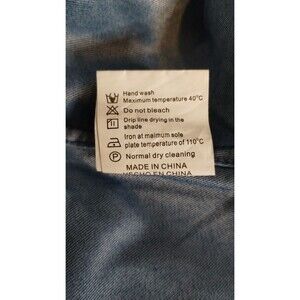 Hand wash
Maximum temperature 40°C
Do not bleach
Drip line drying in the
shade
Iron at maimum sole
plate temperature of 110°C
P Normal dry cleaning
MADE IN CHINA
HECHO EN CHINA